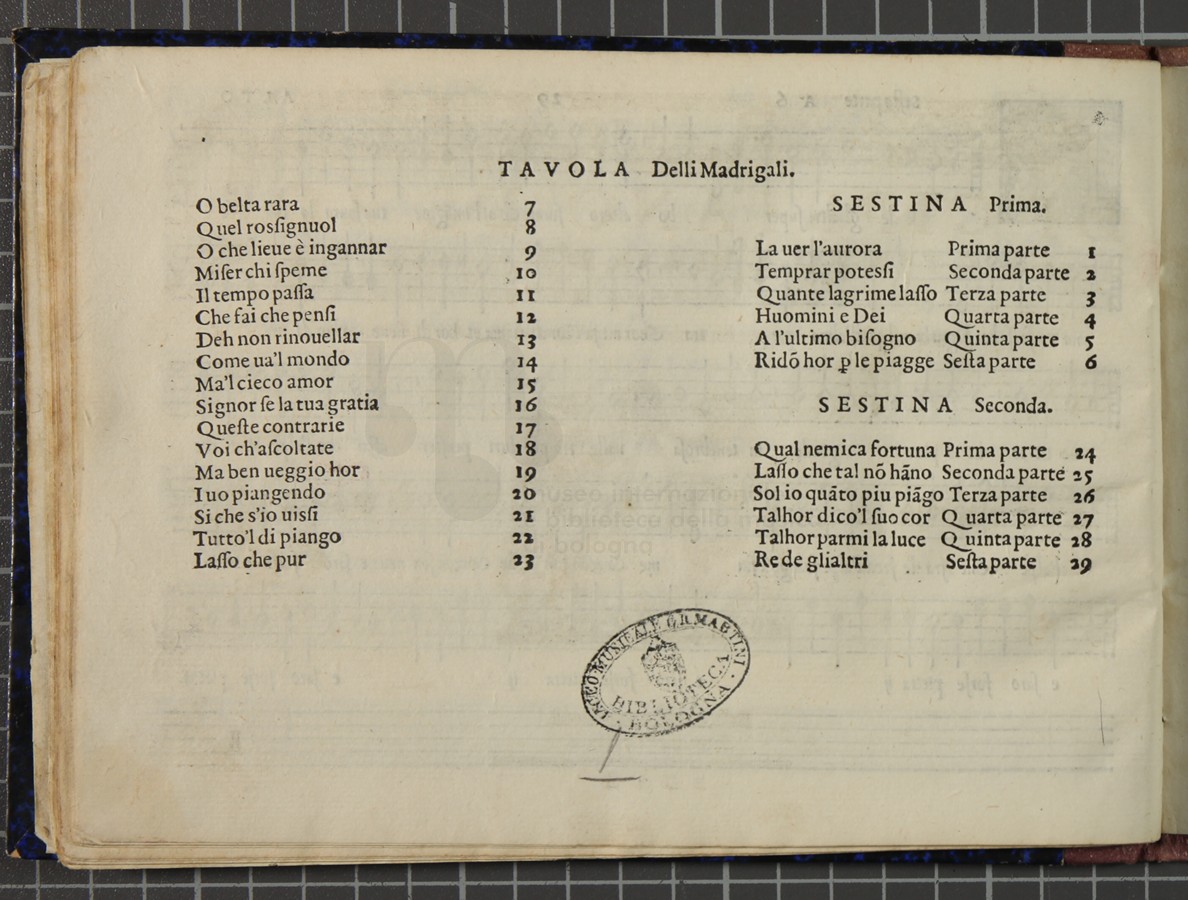 TAVOLA Delli Madrigali.
O belta rara 7
Quel rosſignuol 8
O che lieue è ingannar 9
Miſer chi ſpeme 10
Il tempo paſſa 11
Che fai che penſi 12
Deh non rinouellar 13
Come ua'l mondo 14
Ma'l cieco amor 15
Signor ſe la tua gratia 16
Queſte contrarie 17
Voi ch'aſcoltate 18
Ma ben ueggio hor 19
I uo piangendo 20
Si che s'io uisſi 21
Tutto'l di piango 22
Laſſo che pur 23
SESTINA Prima.
La uer l'aurora Prima parte 1
Temprar potesſi Seconda parte 2
Quante lagrime laſſo Terza parte 3
Huomini e Dei Quarta parte 4
A l'ultimo biſogno Quinta parte 5
Ridō hor ꝑ le piagge Seſta parte 6
SESTINA Seconda.
Qual nemica fortuna Prima parte 24
Laſſo che tal nō hāno Seconda parte 25
Sol io quāto piu piāgo Terza parte 26
Talhor dico'l ſuo cor Quarta parte 27
Talhor parmi la luce Quinta parte 28
Re de glialtri Seſta parte 29
museo internazion
biblioteca della m
bologna
MARTINI
BIBLIOTECA
BOLOGNA